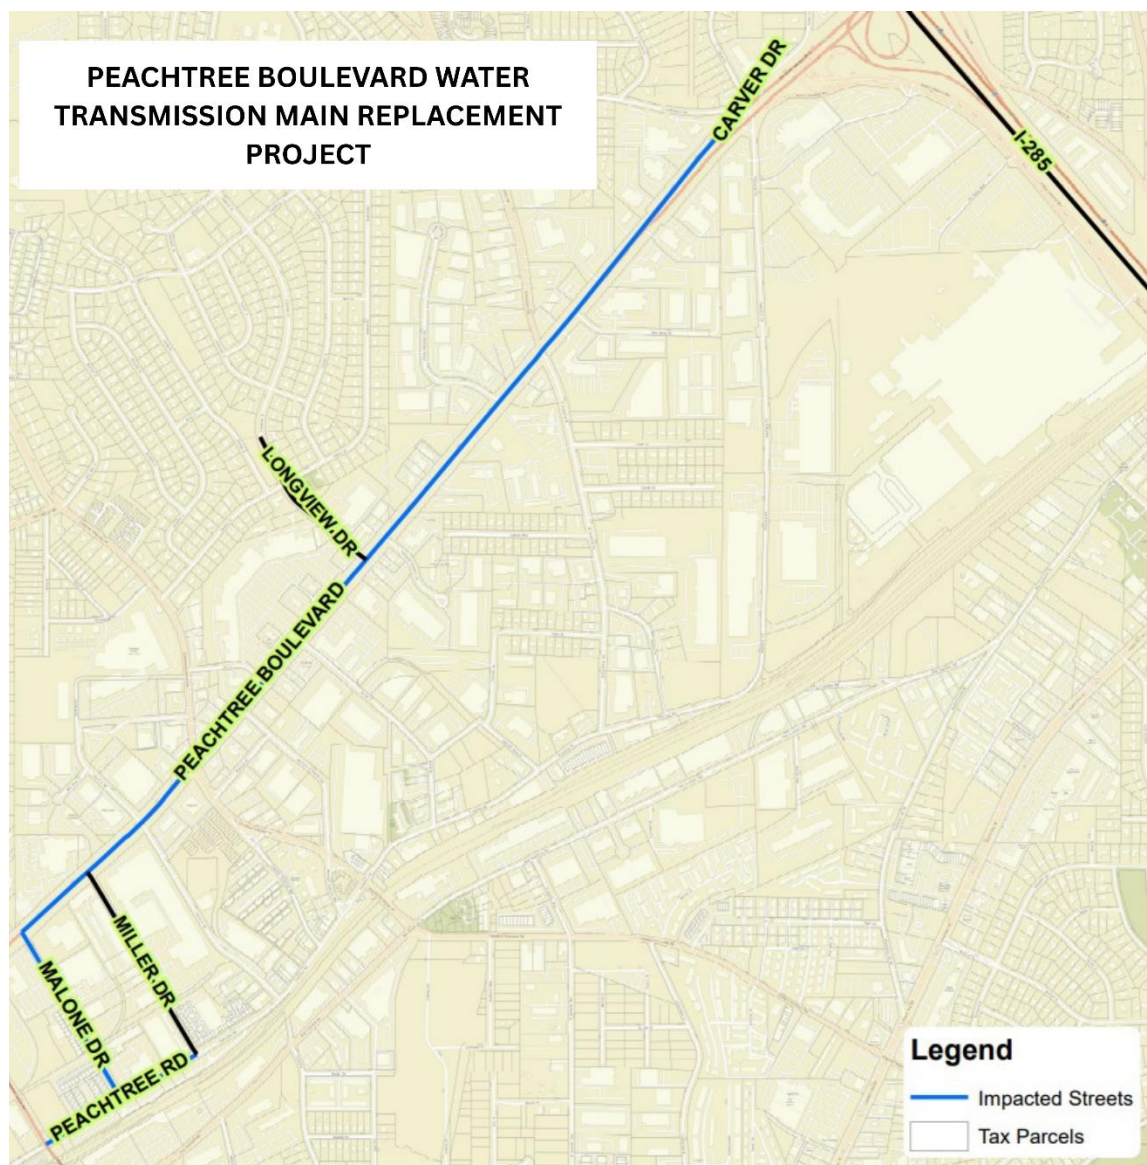 PEACHTREE BOULEVARD WATER
TRANSMISSION MAIN REPLACEMENT
PROJECT
CARVER DR
I-285
LONGVIEW DR
PEACHTREE BOULEVARD
MILLER DR
MALONE DR
PEACHTREE RD
Legend
Impacted Streets
Tax Parcels